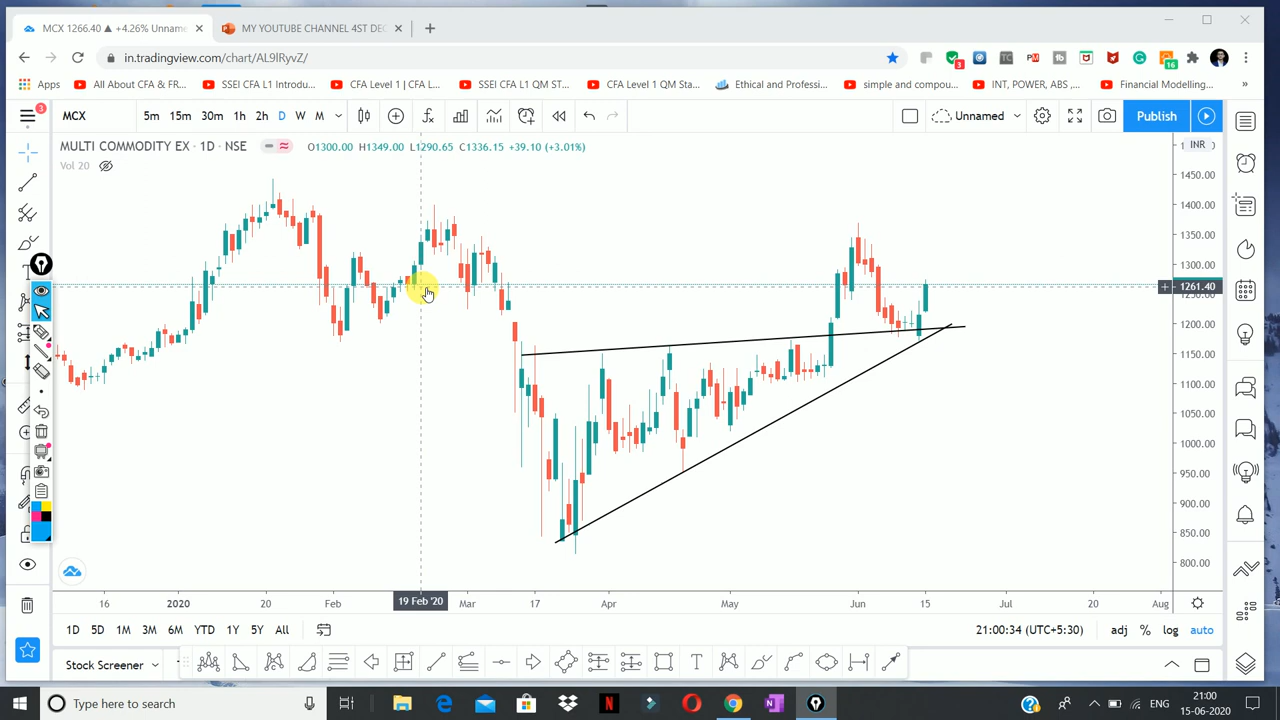 MCX 1266.40 ▲ +4.26% Unname
MY YOUTUBE CHANNEL 4ST DEC
in.tradingview.com/chart/AL9lRyvZ/
Apps
All About CFA & FR...
SSEI CFA L1 Introdu...
CFA Level 1 | CFA L...
SSEI CFA L1 QM ST...
CFA Level 1 QM Sta...
Ethical and Professi...
simple and compou...
INT, POWER, ABS ,...
Financial Modelling...
»
3
MCX
5m 15m 30m 1h 2h D W M
Unnamed
Publish
MULTI COMMODITY EX · 1D · NSE
O1300.00 H1349.00 L1290.65 C1336.15 +39.10 (+3.01%)
INR
Vol 20
1450.00
1400.00
1350.00
1300.00
1261.40
1200.00
1150.00
1100.00
1050.00
1000.00
950.00
900.00
850.00
800.00
16 2020 20 Feb 19 Feb '20 Mar 17 Apr May Jun 15 Jul 20 Aug
1D 5D 1M 3M 6M YTD 1Y 5Y All
21:00:34 (UTC+5:30) adj % log auto
Stock Screener
Type here to search
ENG
21:00
15-06-2020